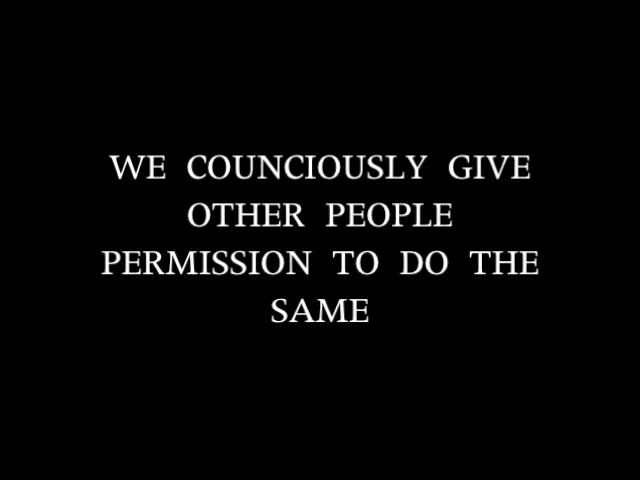 WE COUNCIOUSLY GIVE
OTHER PEOPLE
PERMISSION TO DO THE
SAME